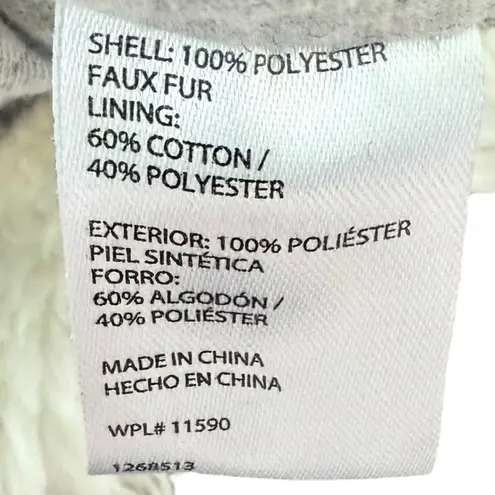 SHELL: 100% POLYESTER
FAUX FUR
LINING:
60% COTTON /
40% POLYESTER
EXTERIOR: 100% POLIÉSTER
PIEL SINTÉTICA
FORRO:
60% ALGODÓN /
40% POLIÉSTER
MADE IN CHINA
HECHO EN CHINA
WPL# 11590
1268513